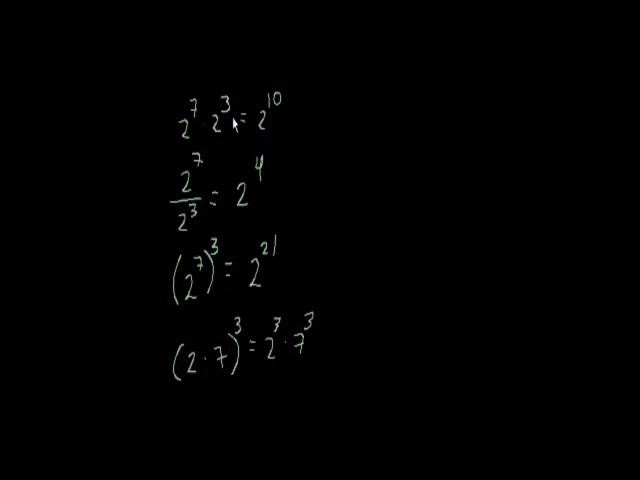 2⁷ · 2³ = 2¹⁰
2⁷/2³ = 2⁴
(2⁷)³ = 2²¹
(2 · 7)³ = 2³ · 7³